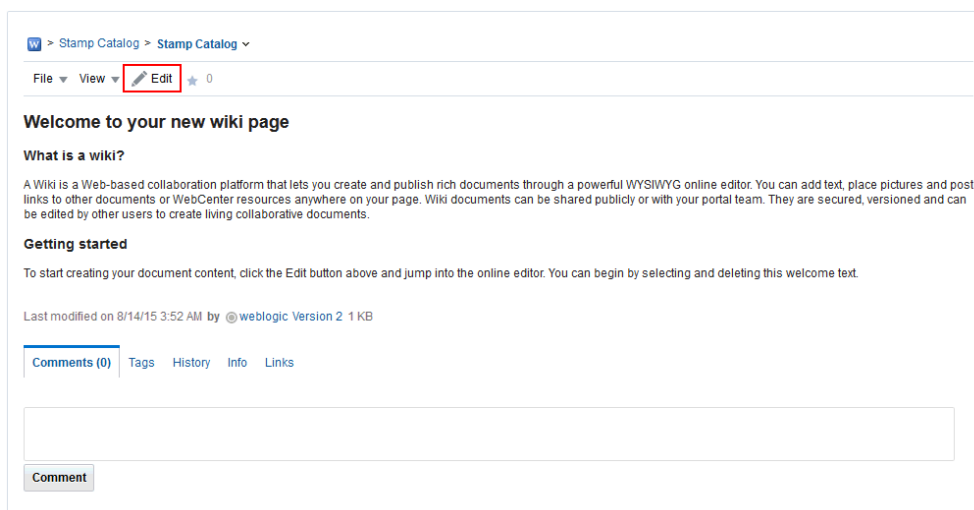 W > Stamp Catalog > Stamp Catalog
File View Edit 0
Welcome to your new wiki page
What is a wiki?
A Wiki is a Web-based collaboration platform that lets you create and publish rich documents through a powerful WYSIWYG online editor. You can add text, place pictures and post
links to other documents or WebCenter resources anywhere on your page. Wiki documents can be shared publicly or with your portal team. They are secured, versioned and can
be edited by other users to create living collaborative documents.
Getting started
To start creating your document content, click the Edit button above and jump into the online editor. You can begin by selecting and deleting this welcome text.
Last modified on 8/14/15 3:52 AM by weblogic Version 2 1 KB
Comments (0) Tags History Info Links
Comment